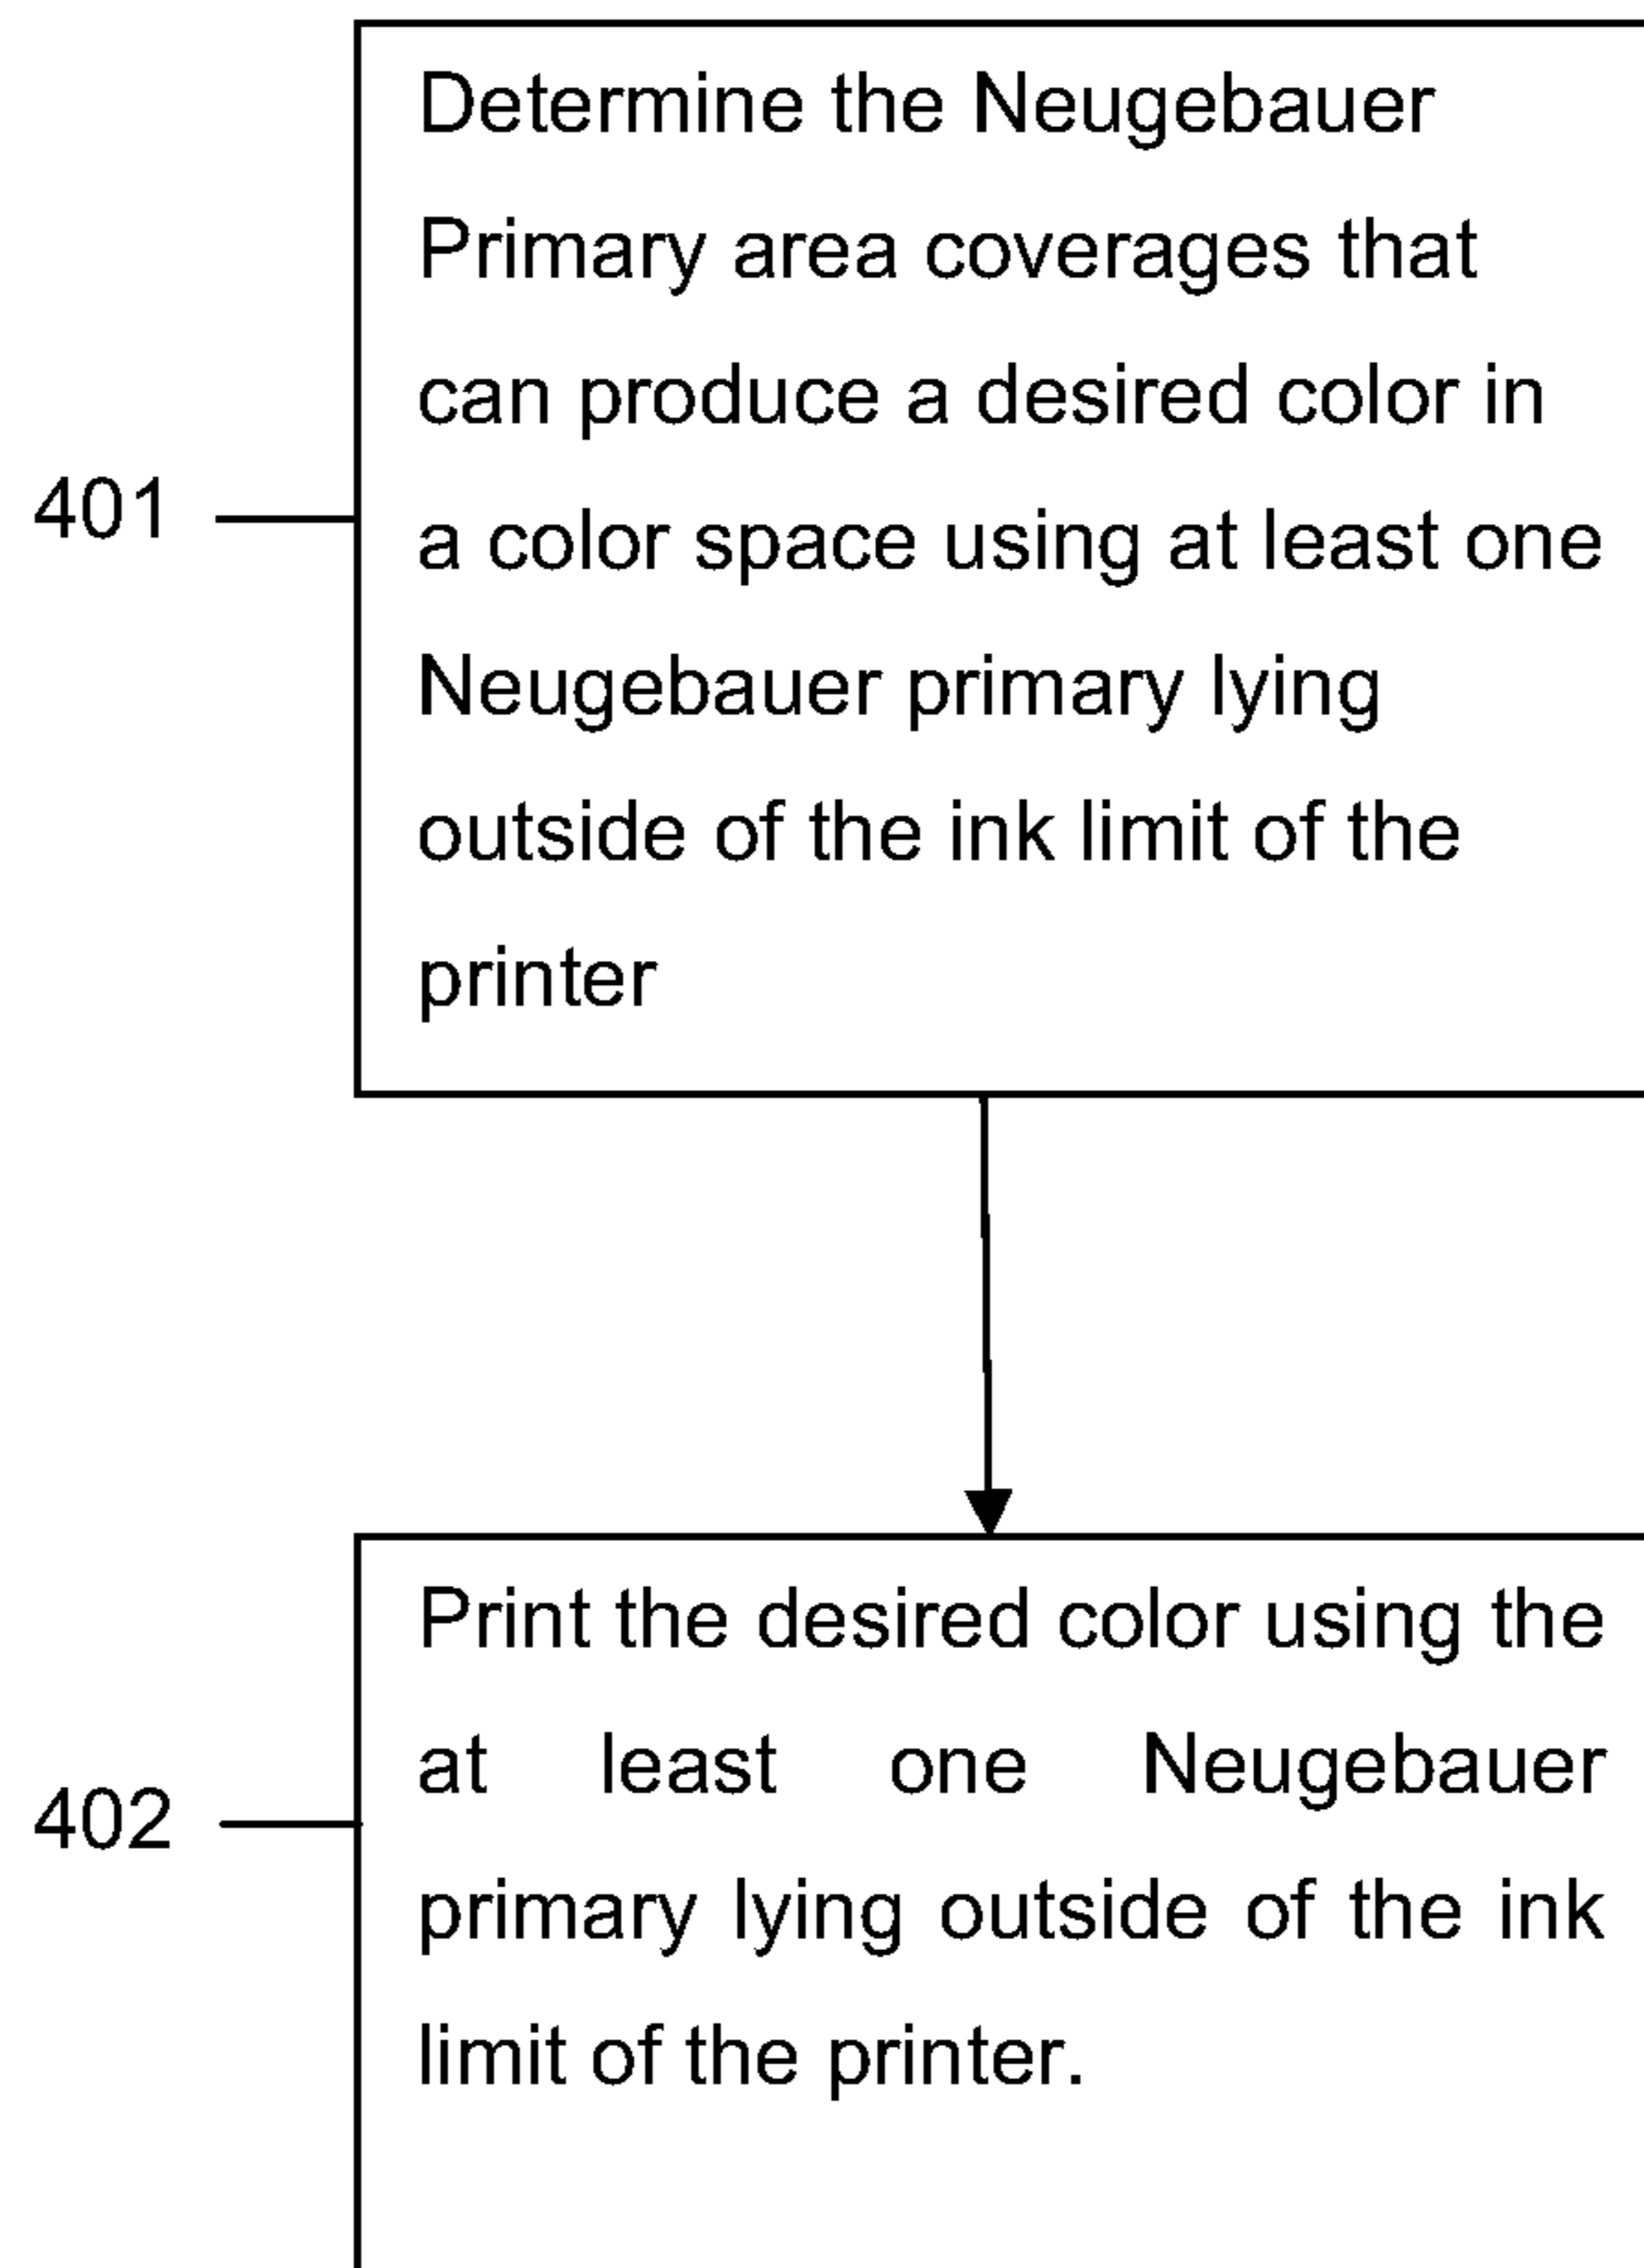 Determine the Neugebauer
Primary area coverages that
can produce a desired color in
401
a color space using at least one
Neugebauer primary lying
outside of the ink limit of the
printer
Print the desired color using the
at least one Neugebauer
402
primary lying outside of the ink
limit of the printer.